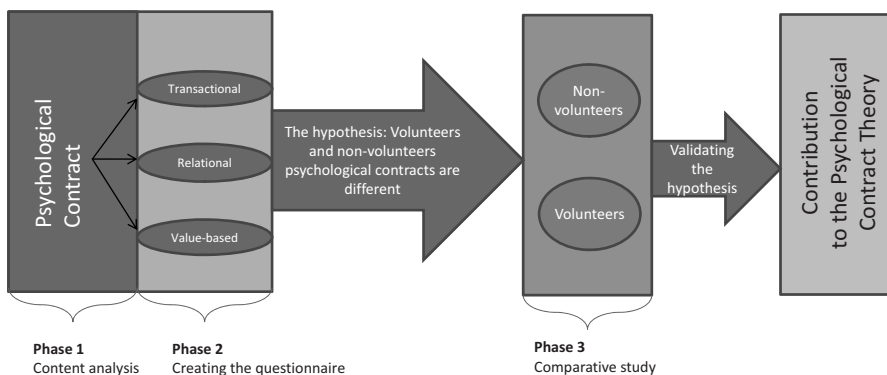 Psychological
Contract
Transactional
Relational
Value-based
The hypothesis: Volunteers
and non-volunteers
psychological contracts are
different
Non-
volunteers
Volunteers
Validating
the
hypothesis
Contribution
to the Psychological
Contract Theory
Phase 1
Content analysis
Phase 2
Creating the questionnaire
Phase 3
Comparative study